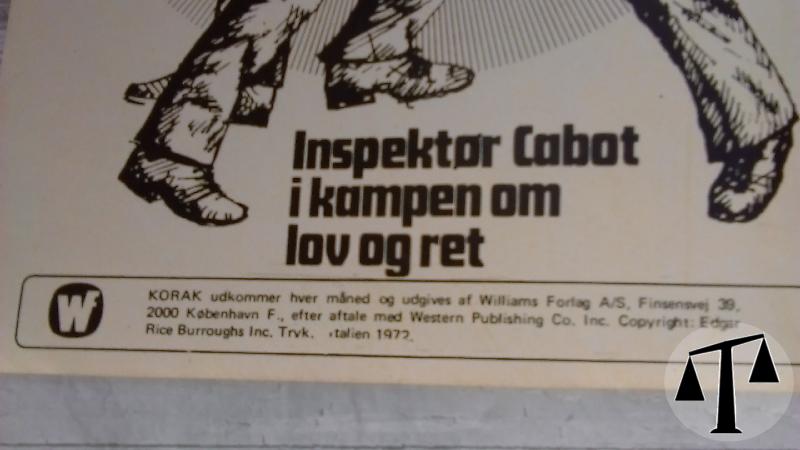 Inspektør Cabot
i kampen om
lov og ret
Wf
KORAK udkommer hver måned og udgives af Williams Forlag A/S, Finsensvej 39,
2000 København F., efter aftale med Western Publishing Co. Inc. Copyright: Edgar
Rice Burroughs Inc. Tryk. Italien 1972.